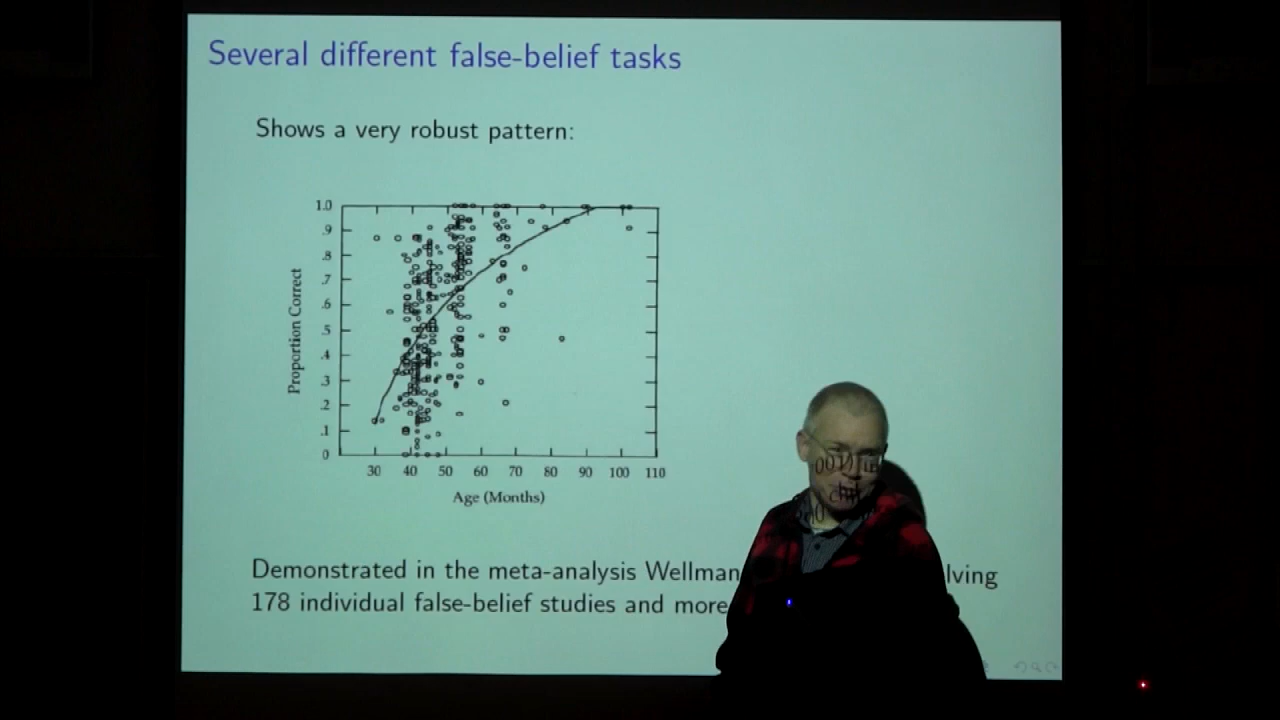 Several different false-belief tasks
Shows a very robust pattern:
1.0
.9
.8
.7
.6
.5
.4
.3
.2
.1
0
Proportion Correct
30 40 50 60 70 80 90 100 110
Age (Months)
Demonstrated in the meta-analysis Wellman lving
178 individual false-belief studies and more